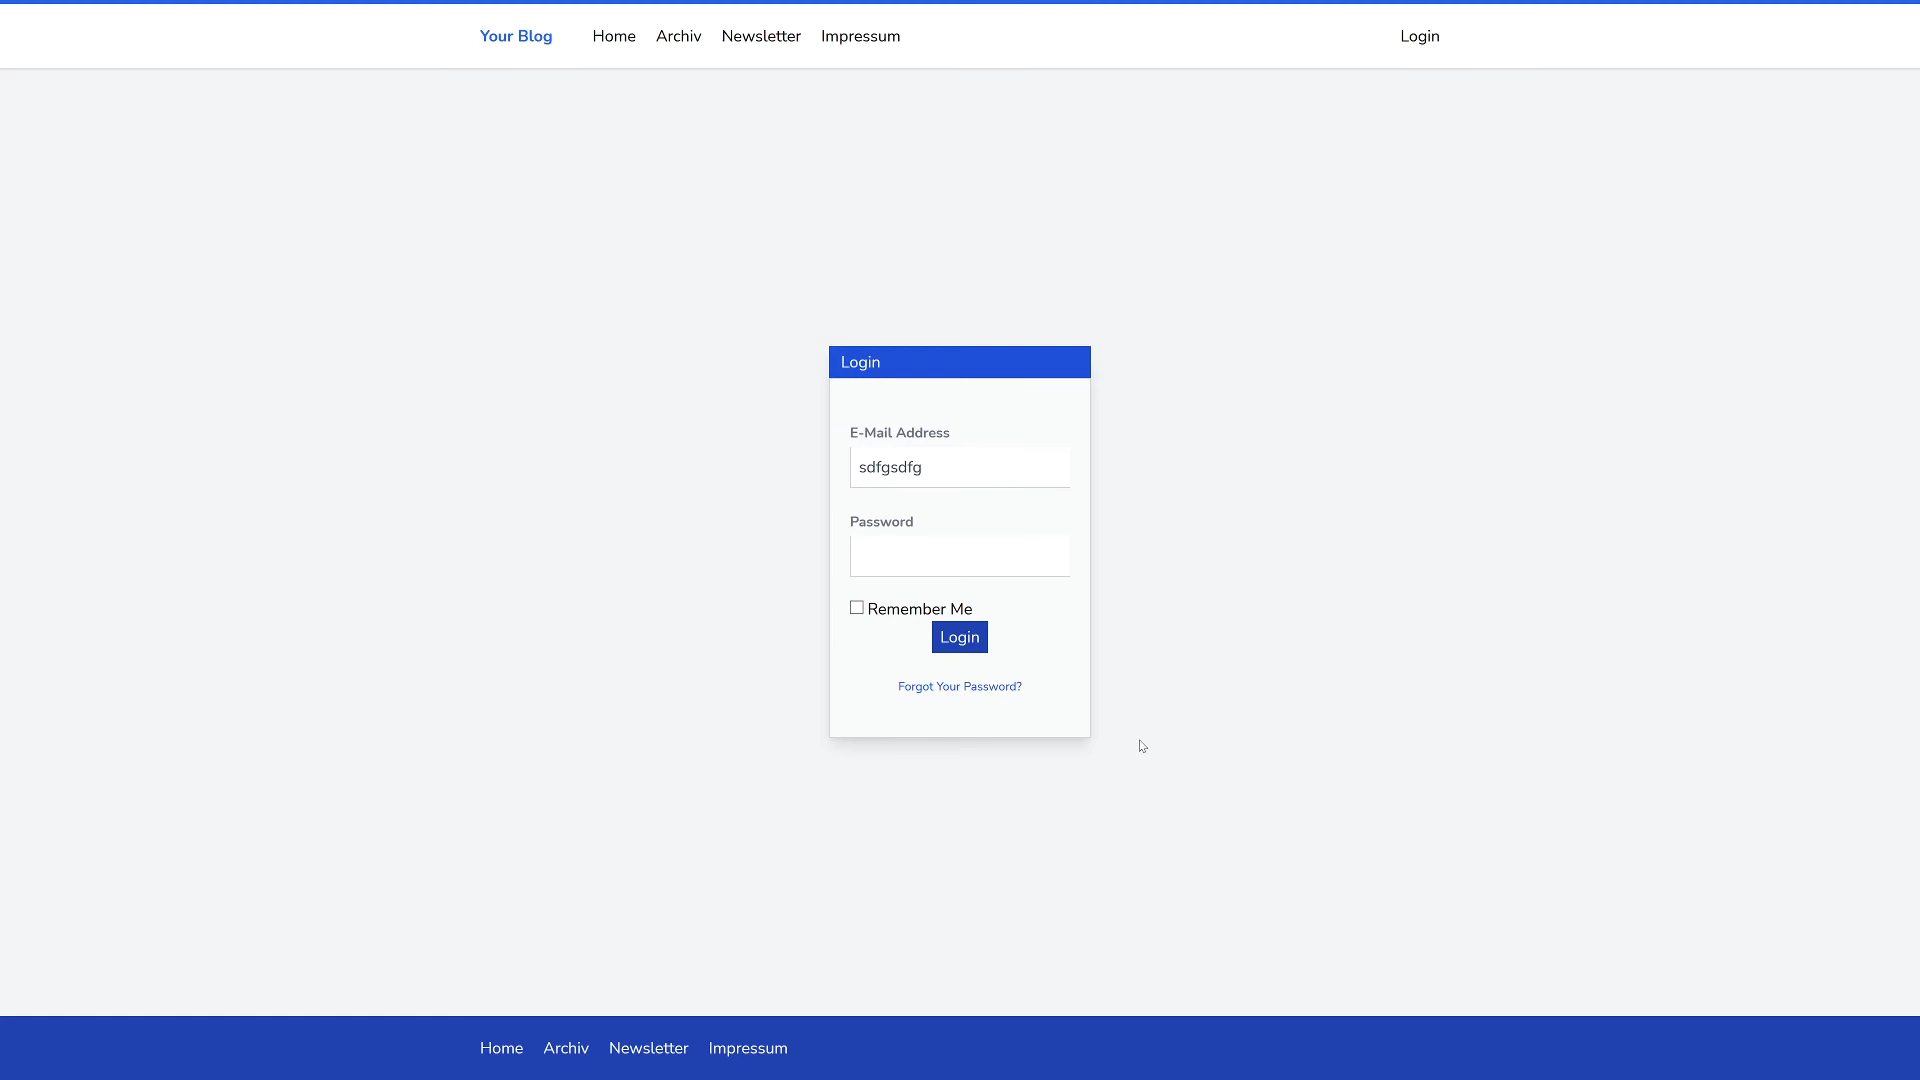 Your Blog Home Archiv Newsletter Impressum Login
Login
E-Mail Address
sdfgsdfg
Password
Remember Me
Login
Forgot Your Password?
Home Archiv Newsletter Impressum